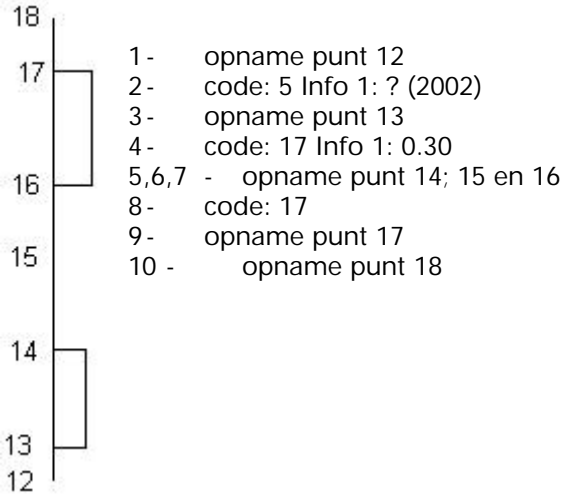 18
17
16
15
14
13
12
1 - opname punt 12
2 - code: 5 Info 1: ? (2002)
3 - opname punt 13
4 - code: 17 Info 1: 0.30
5,6,7 - opname punt 14; 15 en 16
8 - code: 17
9 - opname punt 17
10 - opname punt 18